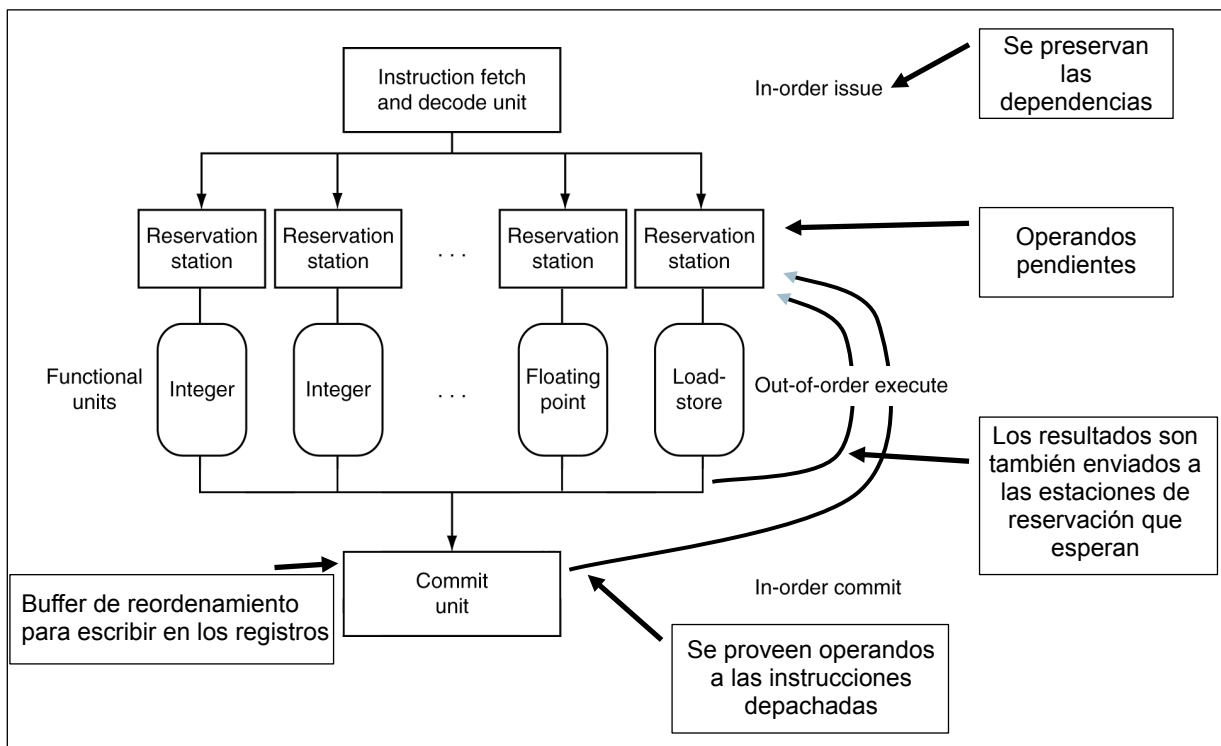 Instruction fetch
and decode unit
In-order issue
Se preservan
las
dependencias
Reservation
station
Reservation
station
. . .
Reservation
station
Reservation
station
Operandos
pendientes
Functional
units
Integer
Integer
. . .
Floating
point
Load-
store
Out-of-order execute
Los resultados son
también enviados a
las estaciones de
reservación que
esperan
Commit
unit
In-order commit
Buffer de reordenamiento
para escribir en los registros
Se proveen operandos
a las instrucciones
depachadas